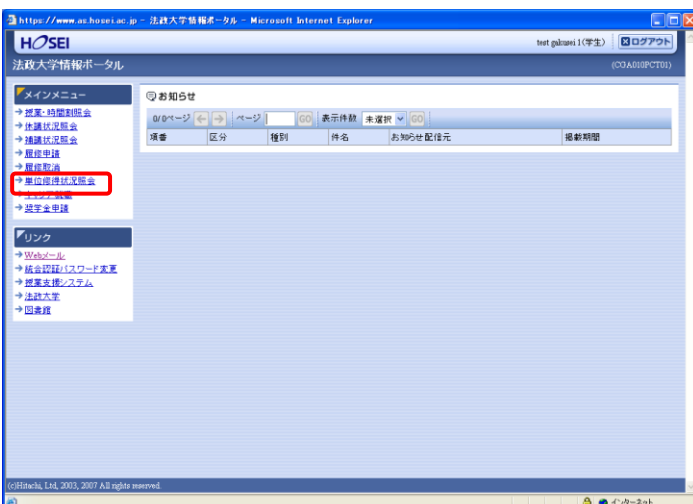 https://www.as.hosei.ac.jp - 法政大学情報ポータル - Microsoft Internet Explorer
HOSEI
test gakusei 1(学生)
ログアウト
法政大学情報ポータル
(CGA010PCT01)
メインメニュー
授業・時間割照会
休講状況照会
補講状況照会
履修申請
履修取消
単位修得状況照会
奨学金申請
リンク
Webメール
統合認証パスワード変更
授業支援システム
法政大学
図書館
お知らせ
0/0ページ ページ GO 表示件数 未選択 GO
項番 区分 種別 件名 お知らせ配信元 掲載期間
(c)Hitachi, Ltd, 2003, 2007 All rights reserved.
インターネット